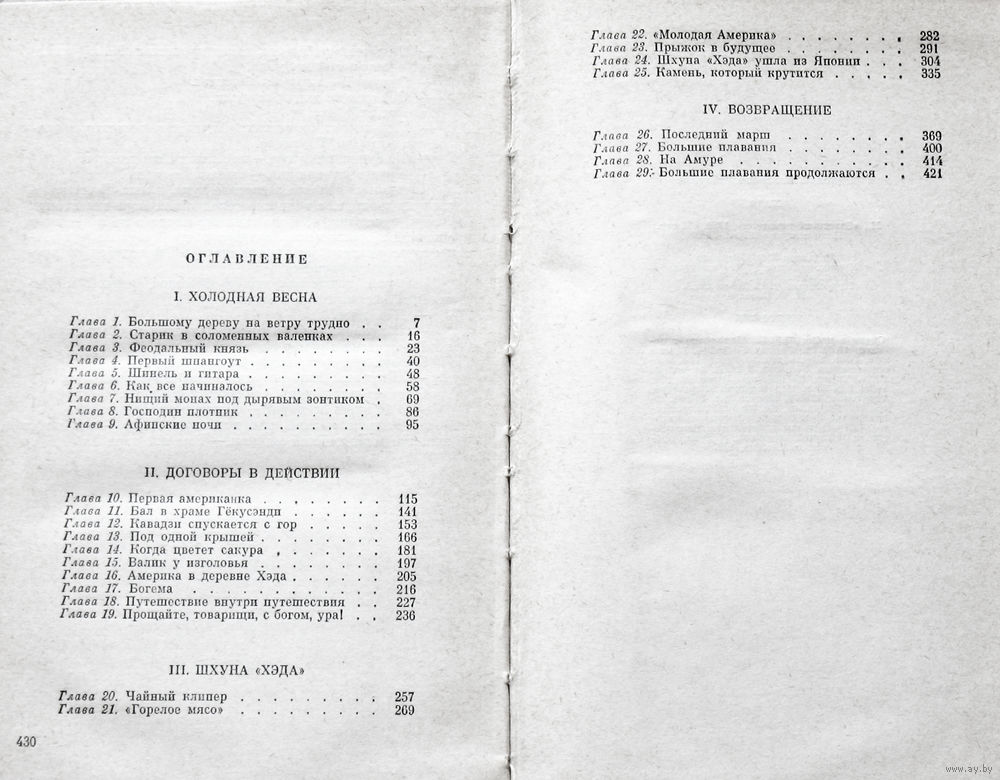 ОГЛАВЛЕНИЕ
I. ХОЛОДНАЯ ВЕСНА
Глава 1. Большому дереву на ветру трудно . . 7
Глава 2. Старик в соломенных валенках . . . 16
Глава 3. Феодальный князь . . . . . . . . 23
Глава 4. Первый шпангоут . . . . . . . . . 40
Глава 5. Шинель и гитара . . . . . . . . . 48
Глава 6. Как все начиналось . . . . . . . . 58
Глава 7. Нищий монах под дырявым зонтиком . 69
Глава 8. Господин плотник . . . . . . . . . 86
Глава 9. Афинские ночи . . . . . . . . . . 95
II. ДОГОВОРЫ В ДЕЙСТВИИ
Глава 10. Первая американка . . . . . . . . 115
Глава 11. Бал в храме Гёкусэнди . . . . . . 141
Глава 12. Кавадзи спускается с гор . . . . . 153
Глава 13. Под одной крышей . . . . . . . . 166
Глава 14. Когда цветет сакура . . . . . . . 181
Глава 15. Валик у изголовья . . . . . . . . 197
Глава 16. Америка в деревне Хэда . . . . . . 205
Глава 17. Богема . . . . . . . . . . . 216
Глава 18. Путешествие внутри путешествия . . 227
Глава 19. Прощайте, товарищи, с богом, ура! . . 236
III. ШХУНА «ХЭДА»
Глава 20. Чайный клипер . . . . . . . . . 257
Глава 21. «Горелое мясо» . . . . . . . . . 269
430
Глава 22. «Молодая Америка» . . . . . . . . 282
Глава 23. Прыжок в будущее . . . . . . . . 291
Глава 24. Шхуна «Хэда» ушла из Японии . . . 304
Глава 25. Камень, который крутится . . . . . 335
IV. ВОЗВРАЩЕНИЕ
Глава 26. Последний марш . . . . . . . . 369
Глава 27. Большие плавания . . . . . . . . 400
Глава 28. На Амуре . . . . . . . . . . 414
Глава 29. Большие плавания продолжаются . . 421
www.ay.by